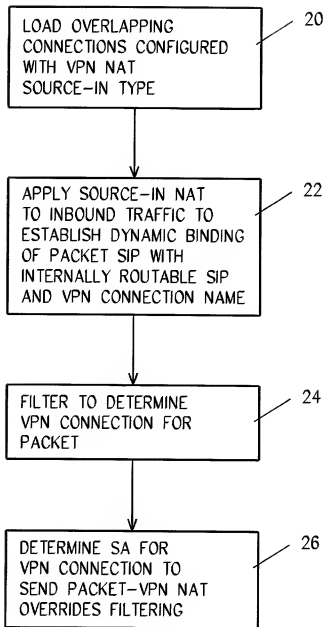 LOAD OVERLAPPING
CONNECTIONS CONFIGURED
WITH VPN NAT
SOURCE-IN TYPE
20
APPLY SOURCE-IN NAT
TO INBOUND TRAFFIC TO
ESTABLISH DYNAMIC BINDING
OF PACKET SIP WITH
INTERNALLY ROUTABLE SIP
AND VPN CONNECTION NAME
22
FILTER TO DETERMINE
VPN CONNECTION FOR
PACKET
24
DETERMINE SA FOR
VPN CONNECTION TO
SEND PACKET-VPN NAT
OVERRIDES FILTERING
26